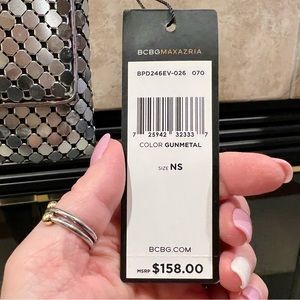 BCBGMAXAZRIA
BPD246EV-026 070
7 25942 32333 7
COLOR GUNMETAL
SIZE NS
BCBG.COM
MSRP $158.00